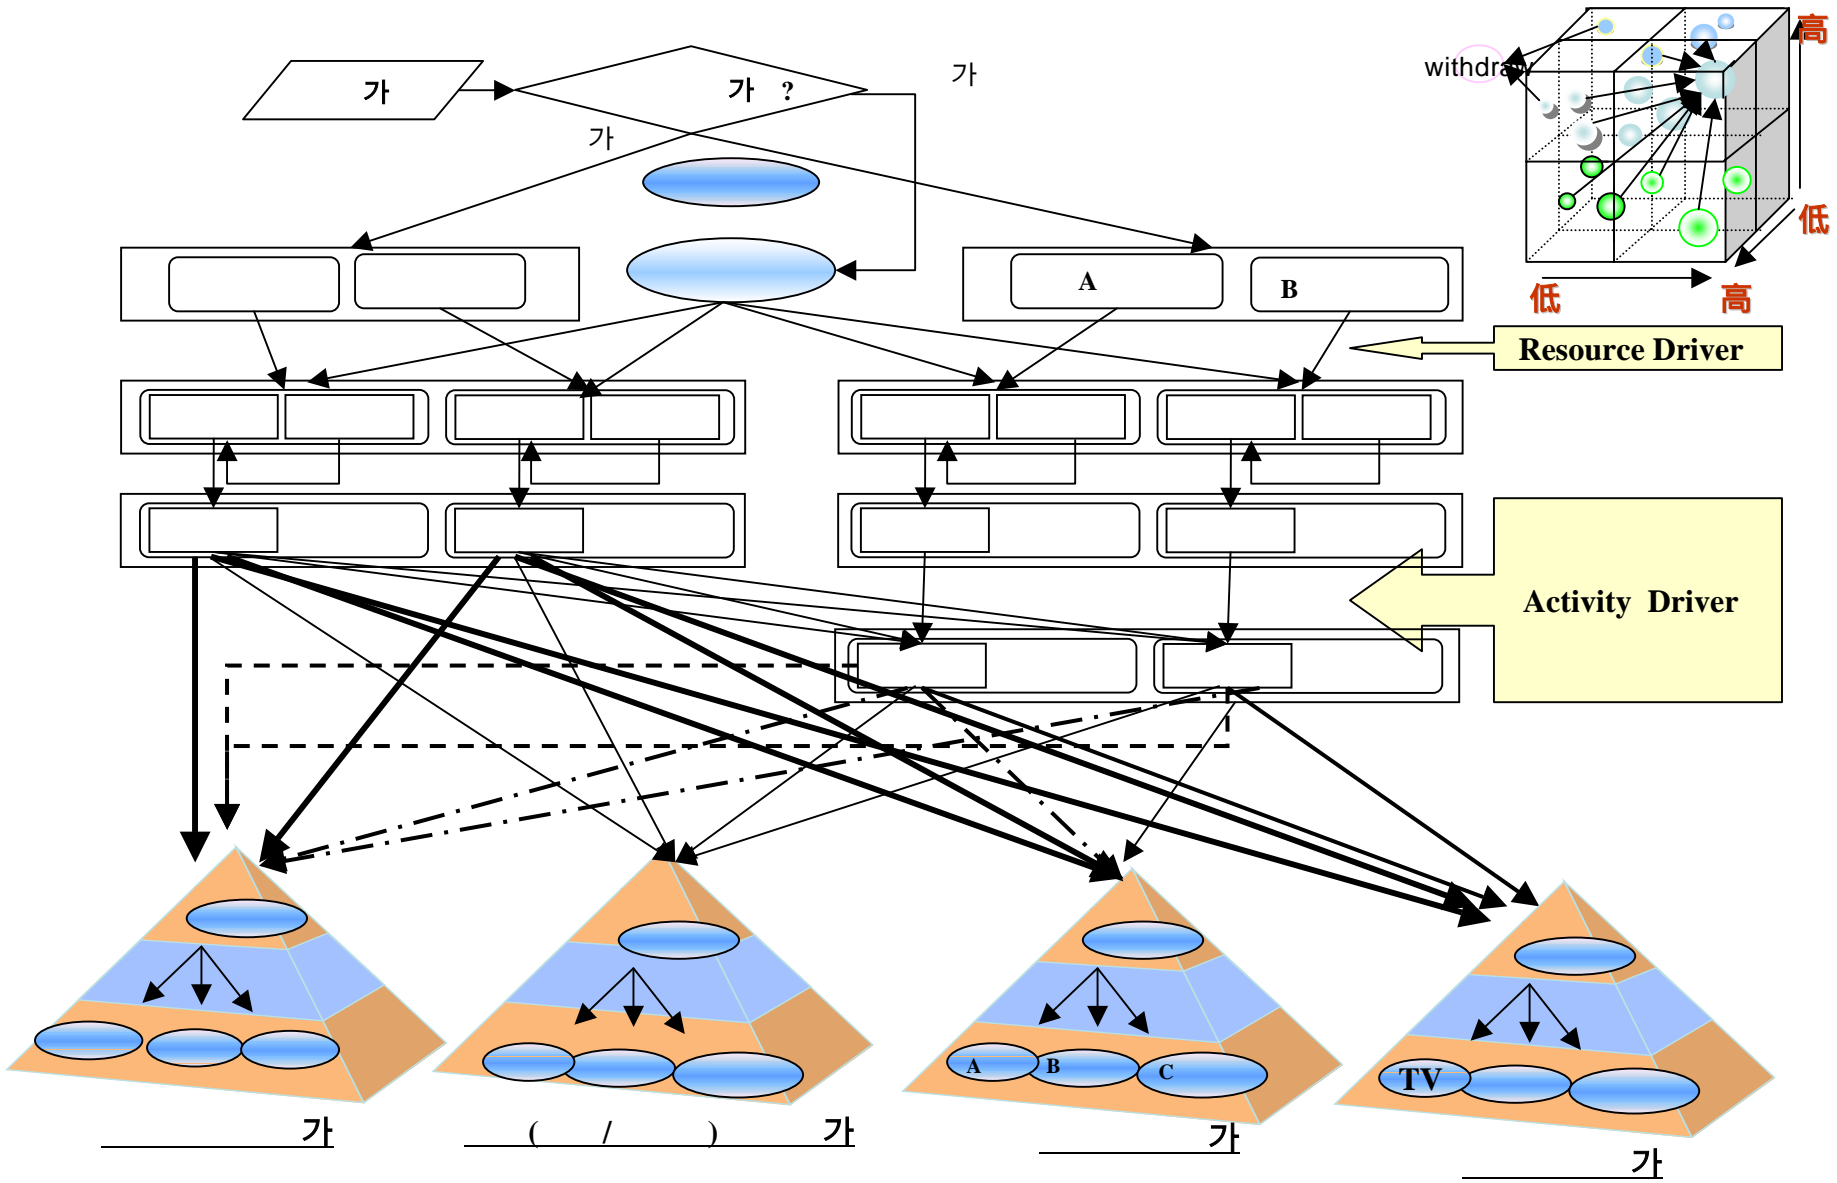 가
가 ?
가
가
withdraw
高
低
低
高
A
B
Resource Driver
Activity Driver
A
B
C
TV
가
( / ) 가
가
가